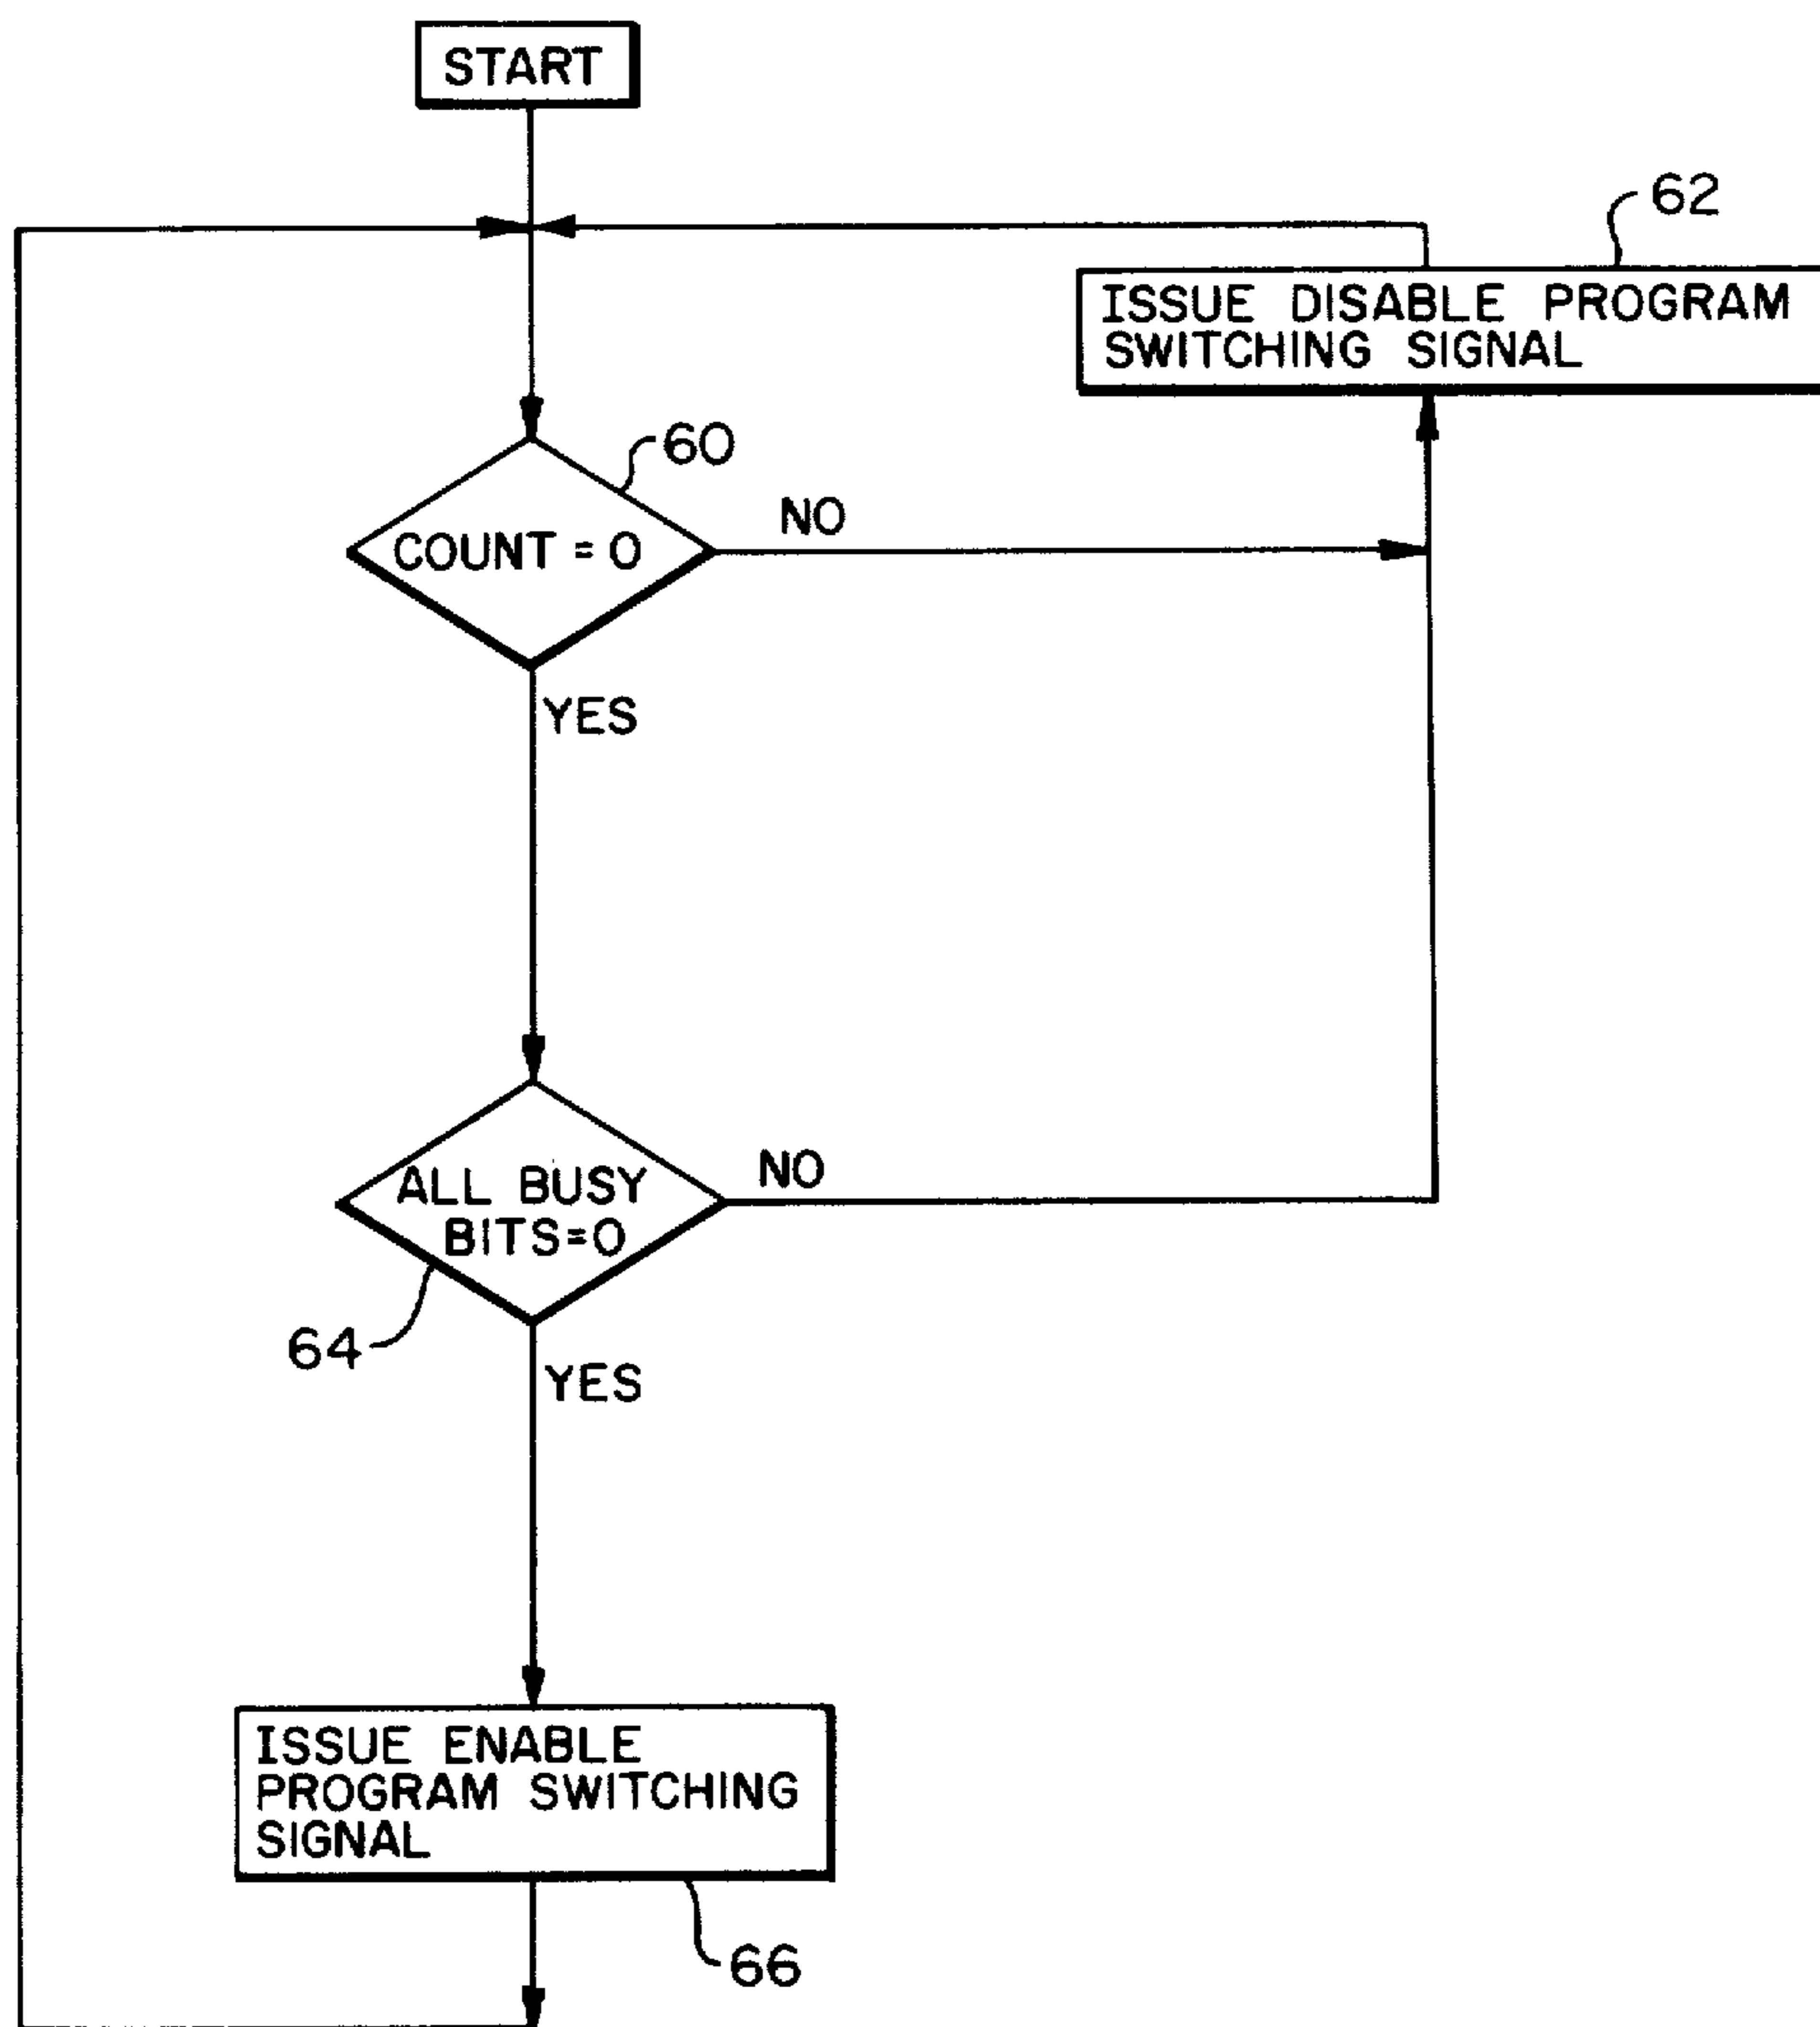 START
62
ISSUE DISABLE PROGRAM
SWITCHING SIGNAL
60
COUNT = 0
NO
YES
ALL BUSY
BITS=0
NO
64
YES
ISSUE ENABLE
PROGRAM SWITCHING
SIGNAL
66